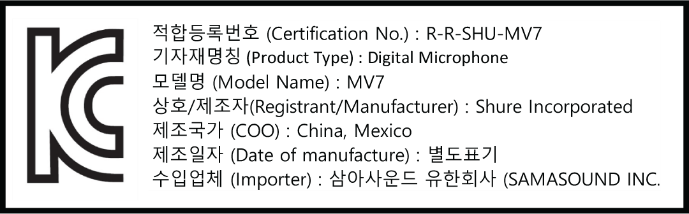 적합등록번호 (Certification No.) : R-R-SHU-MV7
기자재명칭 (Product Type) : Digital Microphone
모델명 (Model Name) : MV7
상호/제조자(Registrant/Manufacturer) : Shure Incorporated
제조국가 (COO) : China, Mexico
제조일자 (Date of manufacture) : 별도표기
수입업체 (Importer) : 삼아사운드 유한회사 (SAMASOUND INC.